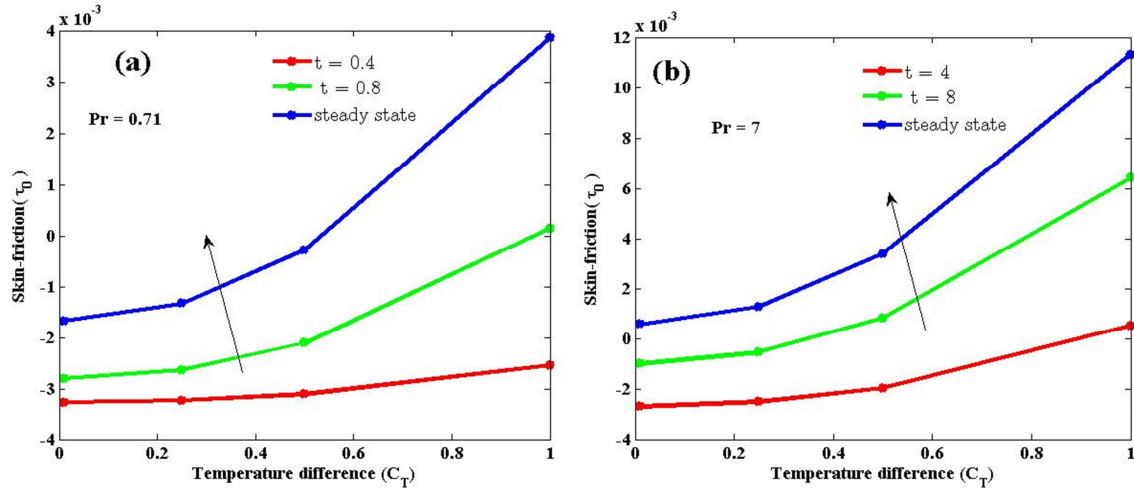 x 10⁻³
(a)
t = 0.4
t = 0.8
steady state
Pr = 0.71
4
3
2
1
0
-1
-2
-3
-4
Skin-friction(τ₀)
0
0.2
0.4
0.6
0.8
1
Temperature difference (C_T)
x 10⁻³
(b)
t = 4
t = 8
steady state
Pr = 7
12
10
8
6
4
2
0
-2
-4
Skin-friction(τ₀)
0
0.2
0.4
0.6
0.8
1
Temperature difference (C_T)